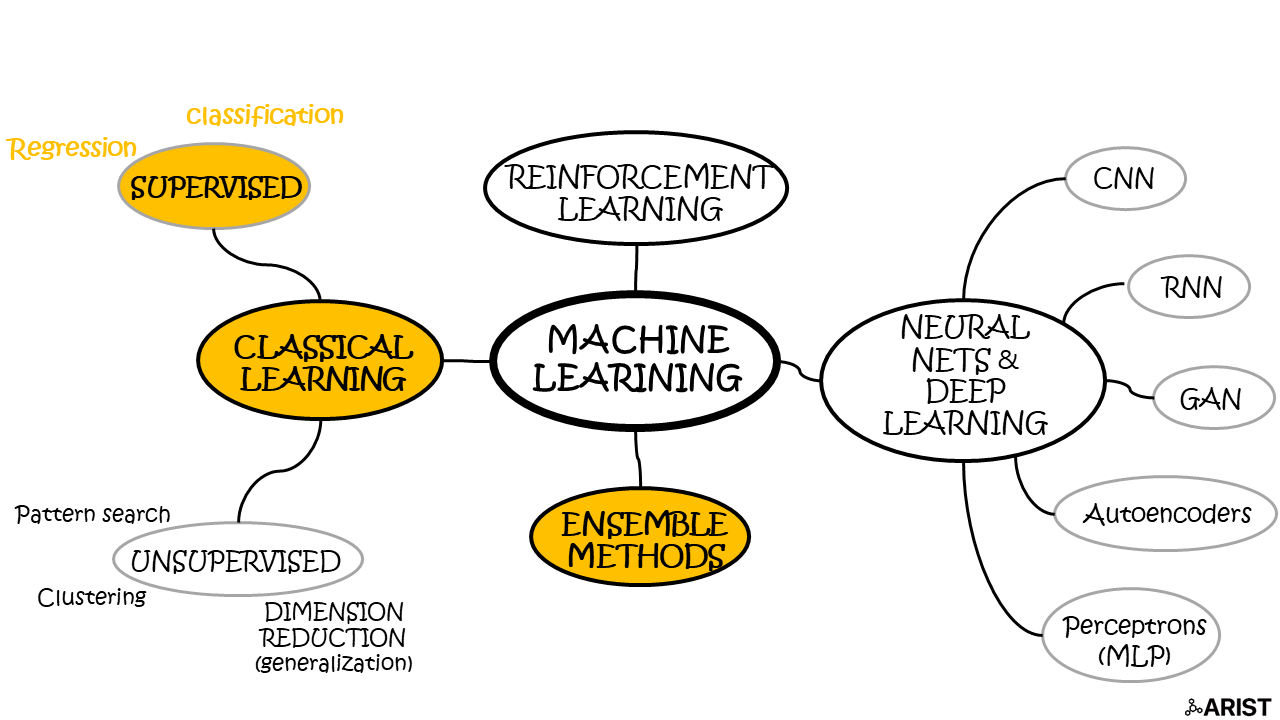 classification
Regression
SUPERVISED
REINFORCEMENT
LEARNING
CNN
RNN
CLASSICAL
LEARNING
MACHINE
LEARINING
NEURAL
NETS &
DEEP
LEARNING
GAN
Pattern search
UNSUPERVISED
Clustering
DIMENSION
REDUCTION
(generalization)
ENSEMBLE
METHODS
Autoencoders
Perceptrons
(MLP)
ARIST